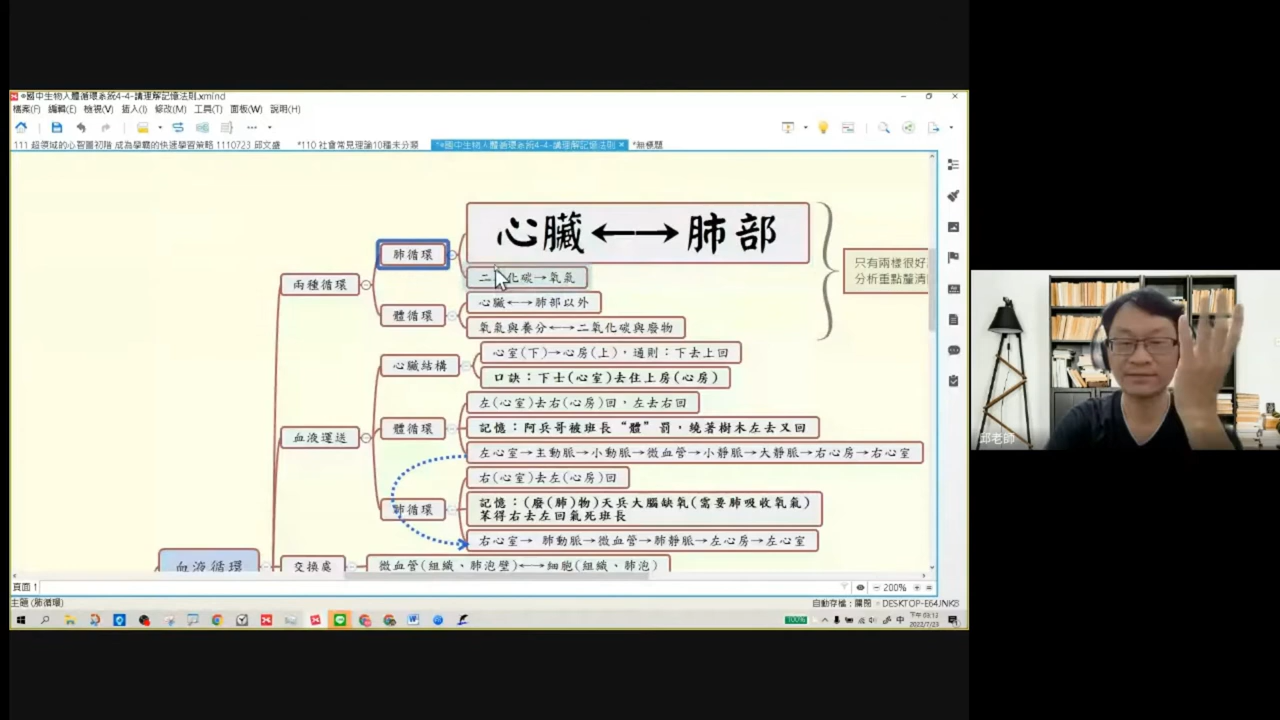 *國中生物人體循環系統4-4-講理解記憶法則.xmind
檔案(F) 編輯(E) 檢視(V) 插入(I) 修改(M) 工具(T) 面板(W) 說明(H)
111 超領域的心智圖初階 成為學霸的快速學習策略 1110723 邱文盛
*110 社會常見理論10種未分類
*國中生物人體循環系統4-4-講理解記憶法則
*無標題
心臟←→肺部
肺循環
二氧化碳→氧氣
只有兩樣很好
分析重點釐清
兩種循環
心臟←→肺部以外
體循環
氧氣與養分←→二氧化碳與廢物
心室(下)→心房(上)，通則：下去上回
心臟結構
口訣：下士(心室)去住上房(心房)
左(心室)去右(心房)回，左去右回
體循環
記憶：阿兵哥被班長“體”罰，繞著樹木左去又回
血液運送
左心室→主動脈→小動脈→微血管→小靜脈→大靜脈→右心房→右心室
右(心室)去左(心房)回
肺循環
記憶：(廢(肺)物)天兵大腦缺氧(需要肺吸收氧氣)
笨得右去左回氣死班長
右心室→ 肺動脈→微血管→肺靜脈→左心房→左心室
血液循環
交換處
微血管(組織、肺泡壁)←→細胞(組織、肺泡)
頁面 1
200%
主題 (肺循環)
自動存檔：關閉
DESKTOP-E64JNKB
100%
中
下午 03:13
2022/7/23
邱老師